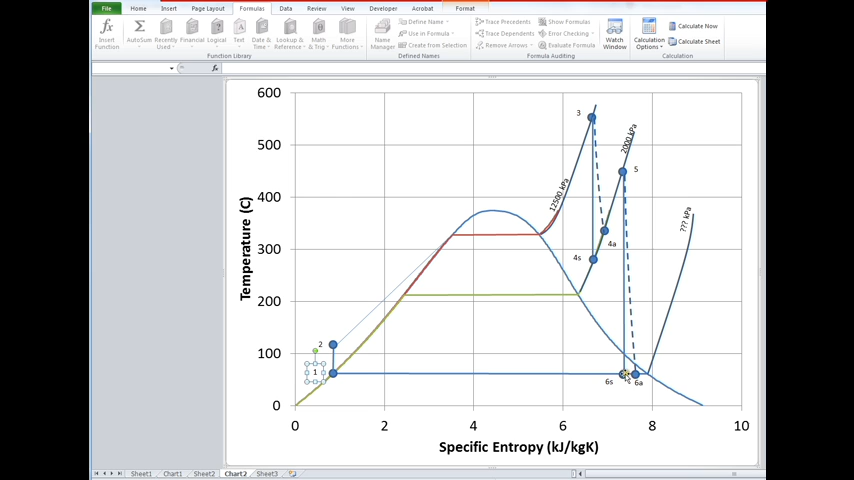 File Home Insert Page Layout Formulas Data Review View Developer Acrobat Format
fx Insert Function
Σ AutoSum
Recently Used
Financial
Logical
A Text
Date & Time
Lookup & Reference
θ Math & Trig
More Functions
Function Library
Name Manager
Define Name
Use in Formula
Create from Selection
Defined Names
Trace Precedents
Trace Dependents
Remove Arrows
Show Formulas
Error Checking
Evaluate Formula
Formula Auditing
Watch Window
Calculation Options
Calculate Now
Calculate Sheet
Calculation
fx
600
500
400
300
200
100
0
Temperature (C)
3
12500 kPa
2000 kPa
5
4a
4s
??? kPa
2
1
6s
6a
0 2 4 6 8 10
Specific Entropy (kJ/kgK)
Sheet1 Chart1 Sheet2 Chart2 Sheet3